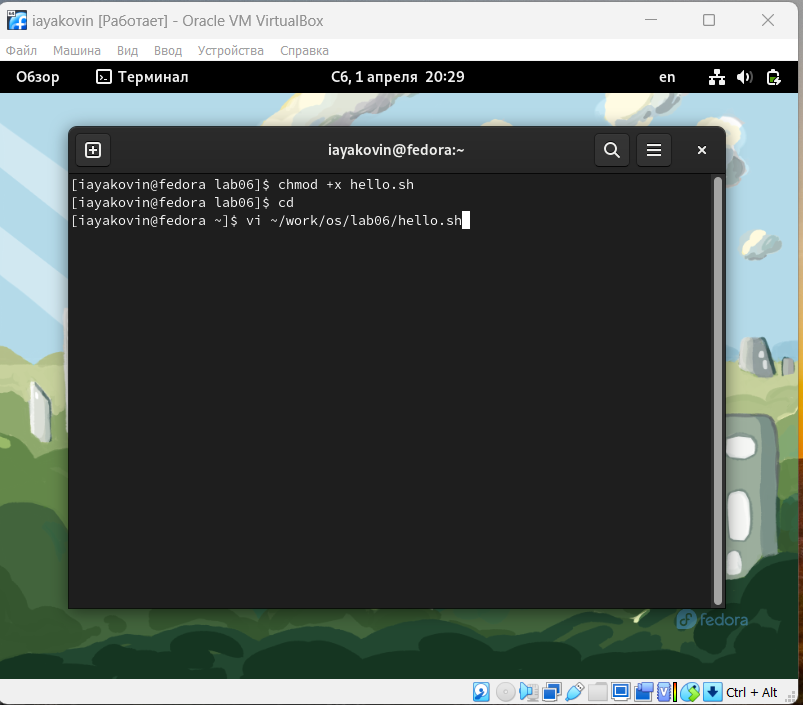 iayakovin [Работает] - Oracle VM VirtualBox
Файл Машина Вид Ввод Устройства Справка
Обзор Терминал Сб, 1 апреля 20:29 en
iayakovin@fedora:~
[iayakovin@fedora lab06]$ chmod +x hello.sh
[iayakovin@fedora lab06]$ cd
[iayakovin@fedora ~]$ vi ~/work/os/lab06/hello.sh
fedora
Ctrl + Alt